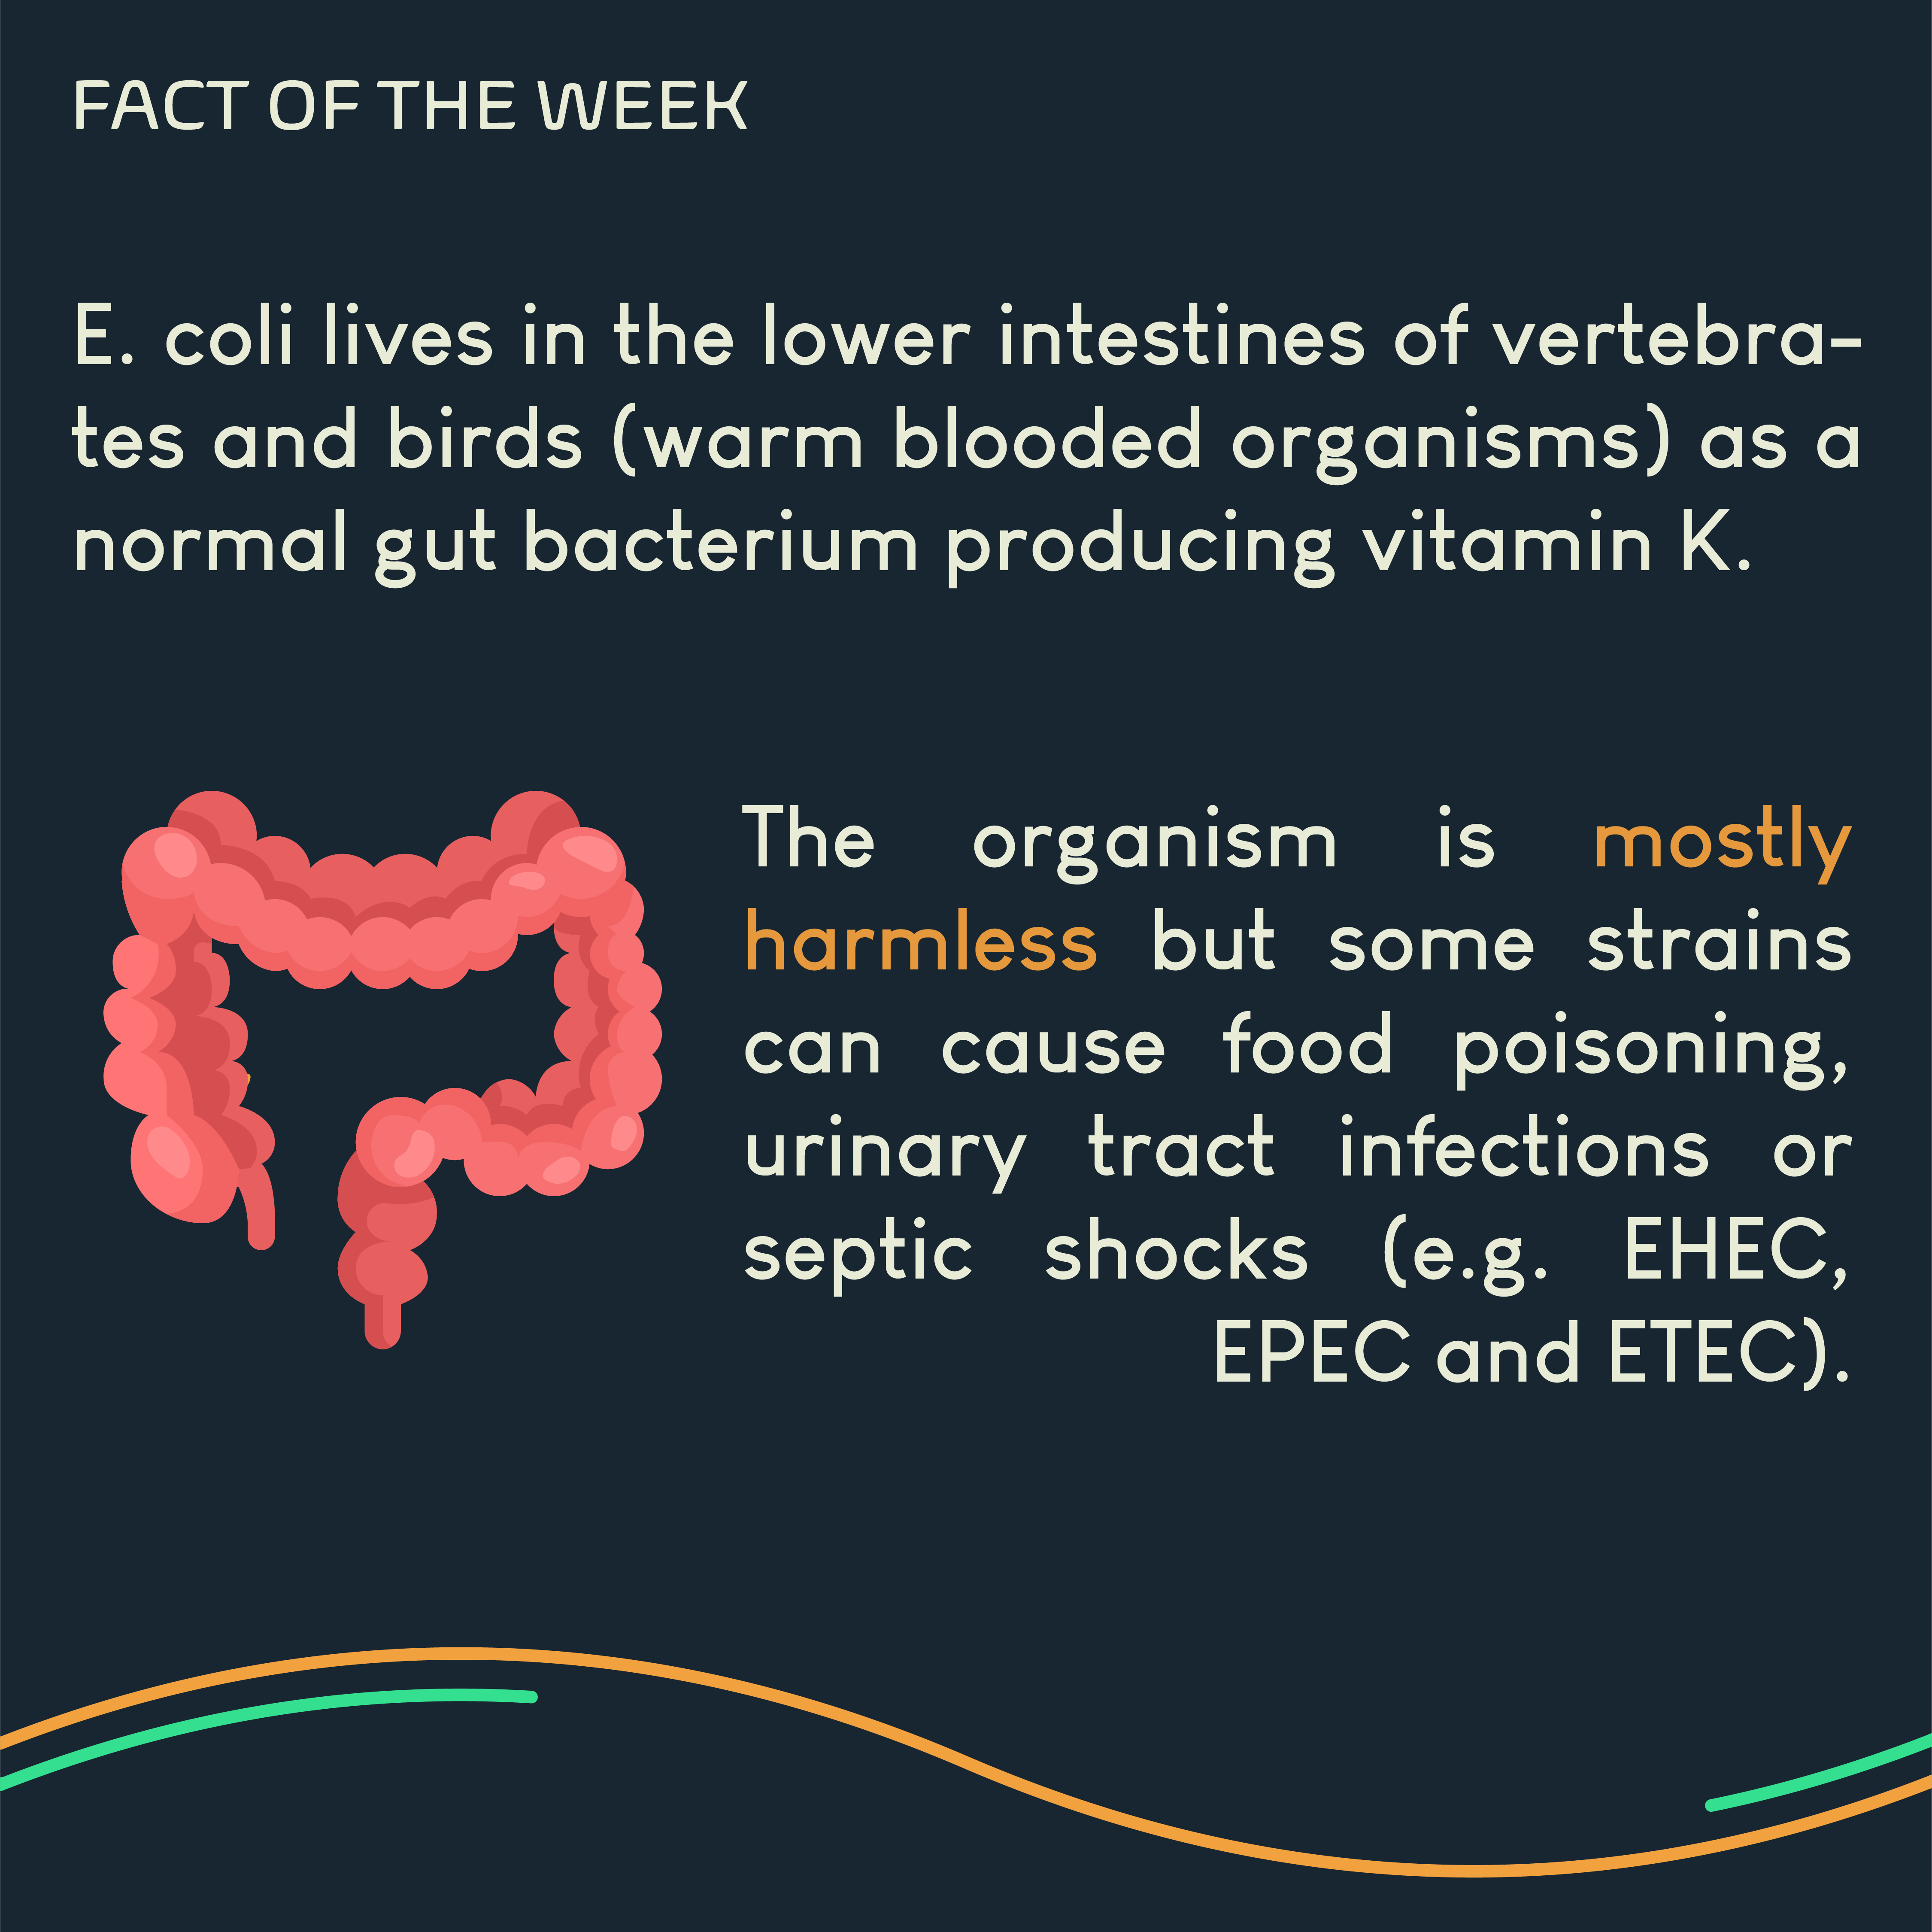 FACT OF THE WEEK
E. coli lives in the lower intestines of vertebra-
tes and birds (warm blooded organisms) as a
normal gut bacterium producing vitamin K.
The organism is mostly
harmless but some strains
can cause food poisoning,
urinary tract infections or
septic shocks (e.g. EHEC,
EPEC and ETEC).